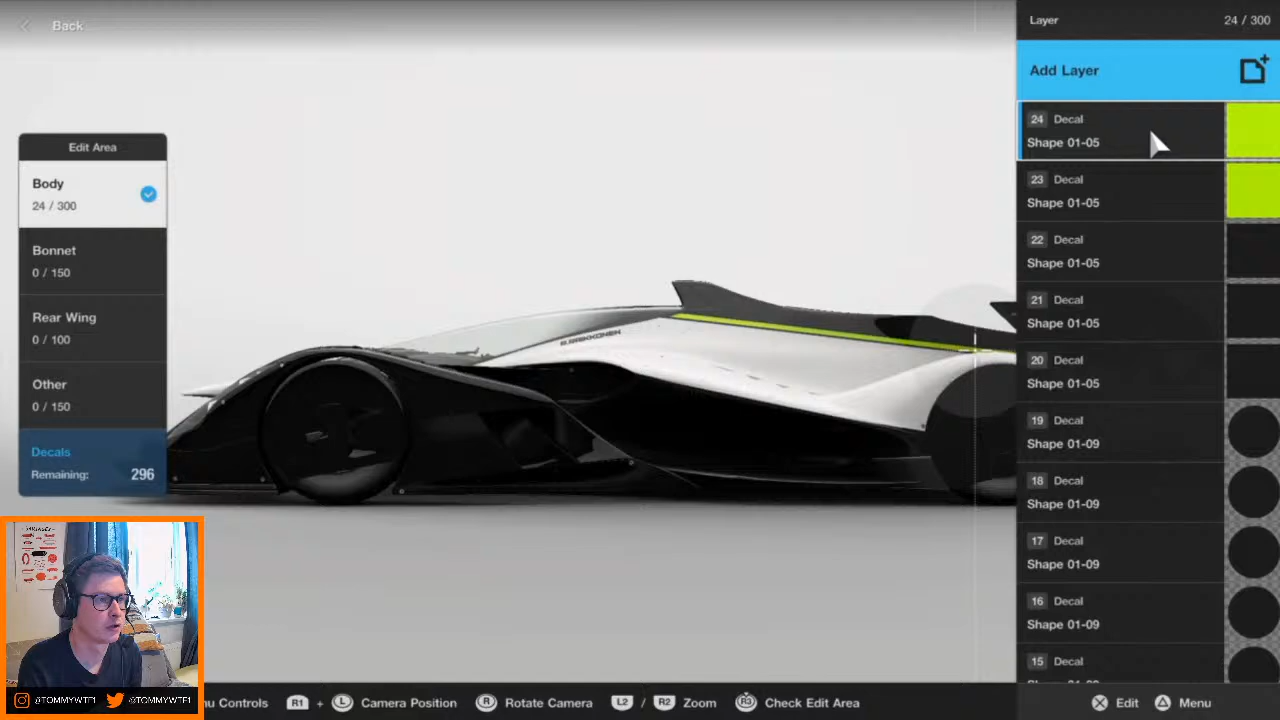 Back
Layer 24 / 300
Add Layer
Edit Area
Body
24 / 300
Bonnet
0 / 150
Rear Wing
0 / 100
Other
0 / 150
Decals
Remaining: 296
24 Decal
Shape 01-05
23 Decal
Shape 01-05
22 Decal
Shape 01-05
21 Decal
Shape 01-05
20 Decal
Shape 01-05
19 Decal
Shape 01-09
18 Decal
Shape 01-09
17 Decal
Shape 01-09
16 Decal
Shape 01-09
15 Decal
@TOMMYWTF1 @TOMMYWTF1
nu Controls R1 + L Camera Position R Rotate Camera L2 / R2 Zoom R3 Check Edit Area Edit Menu